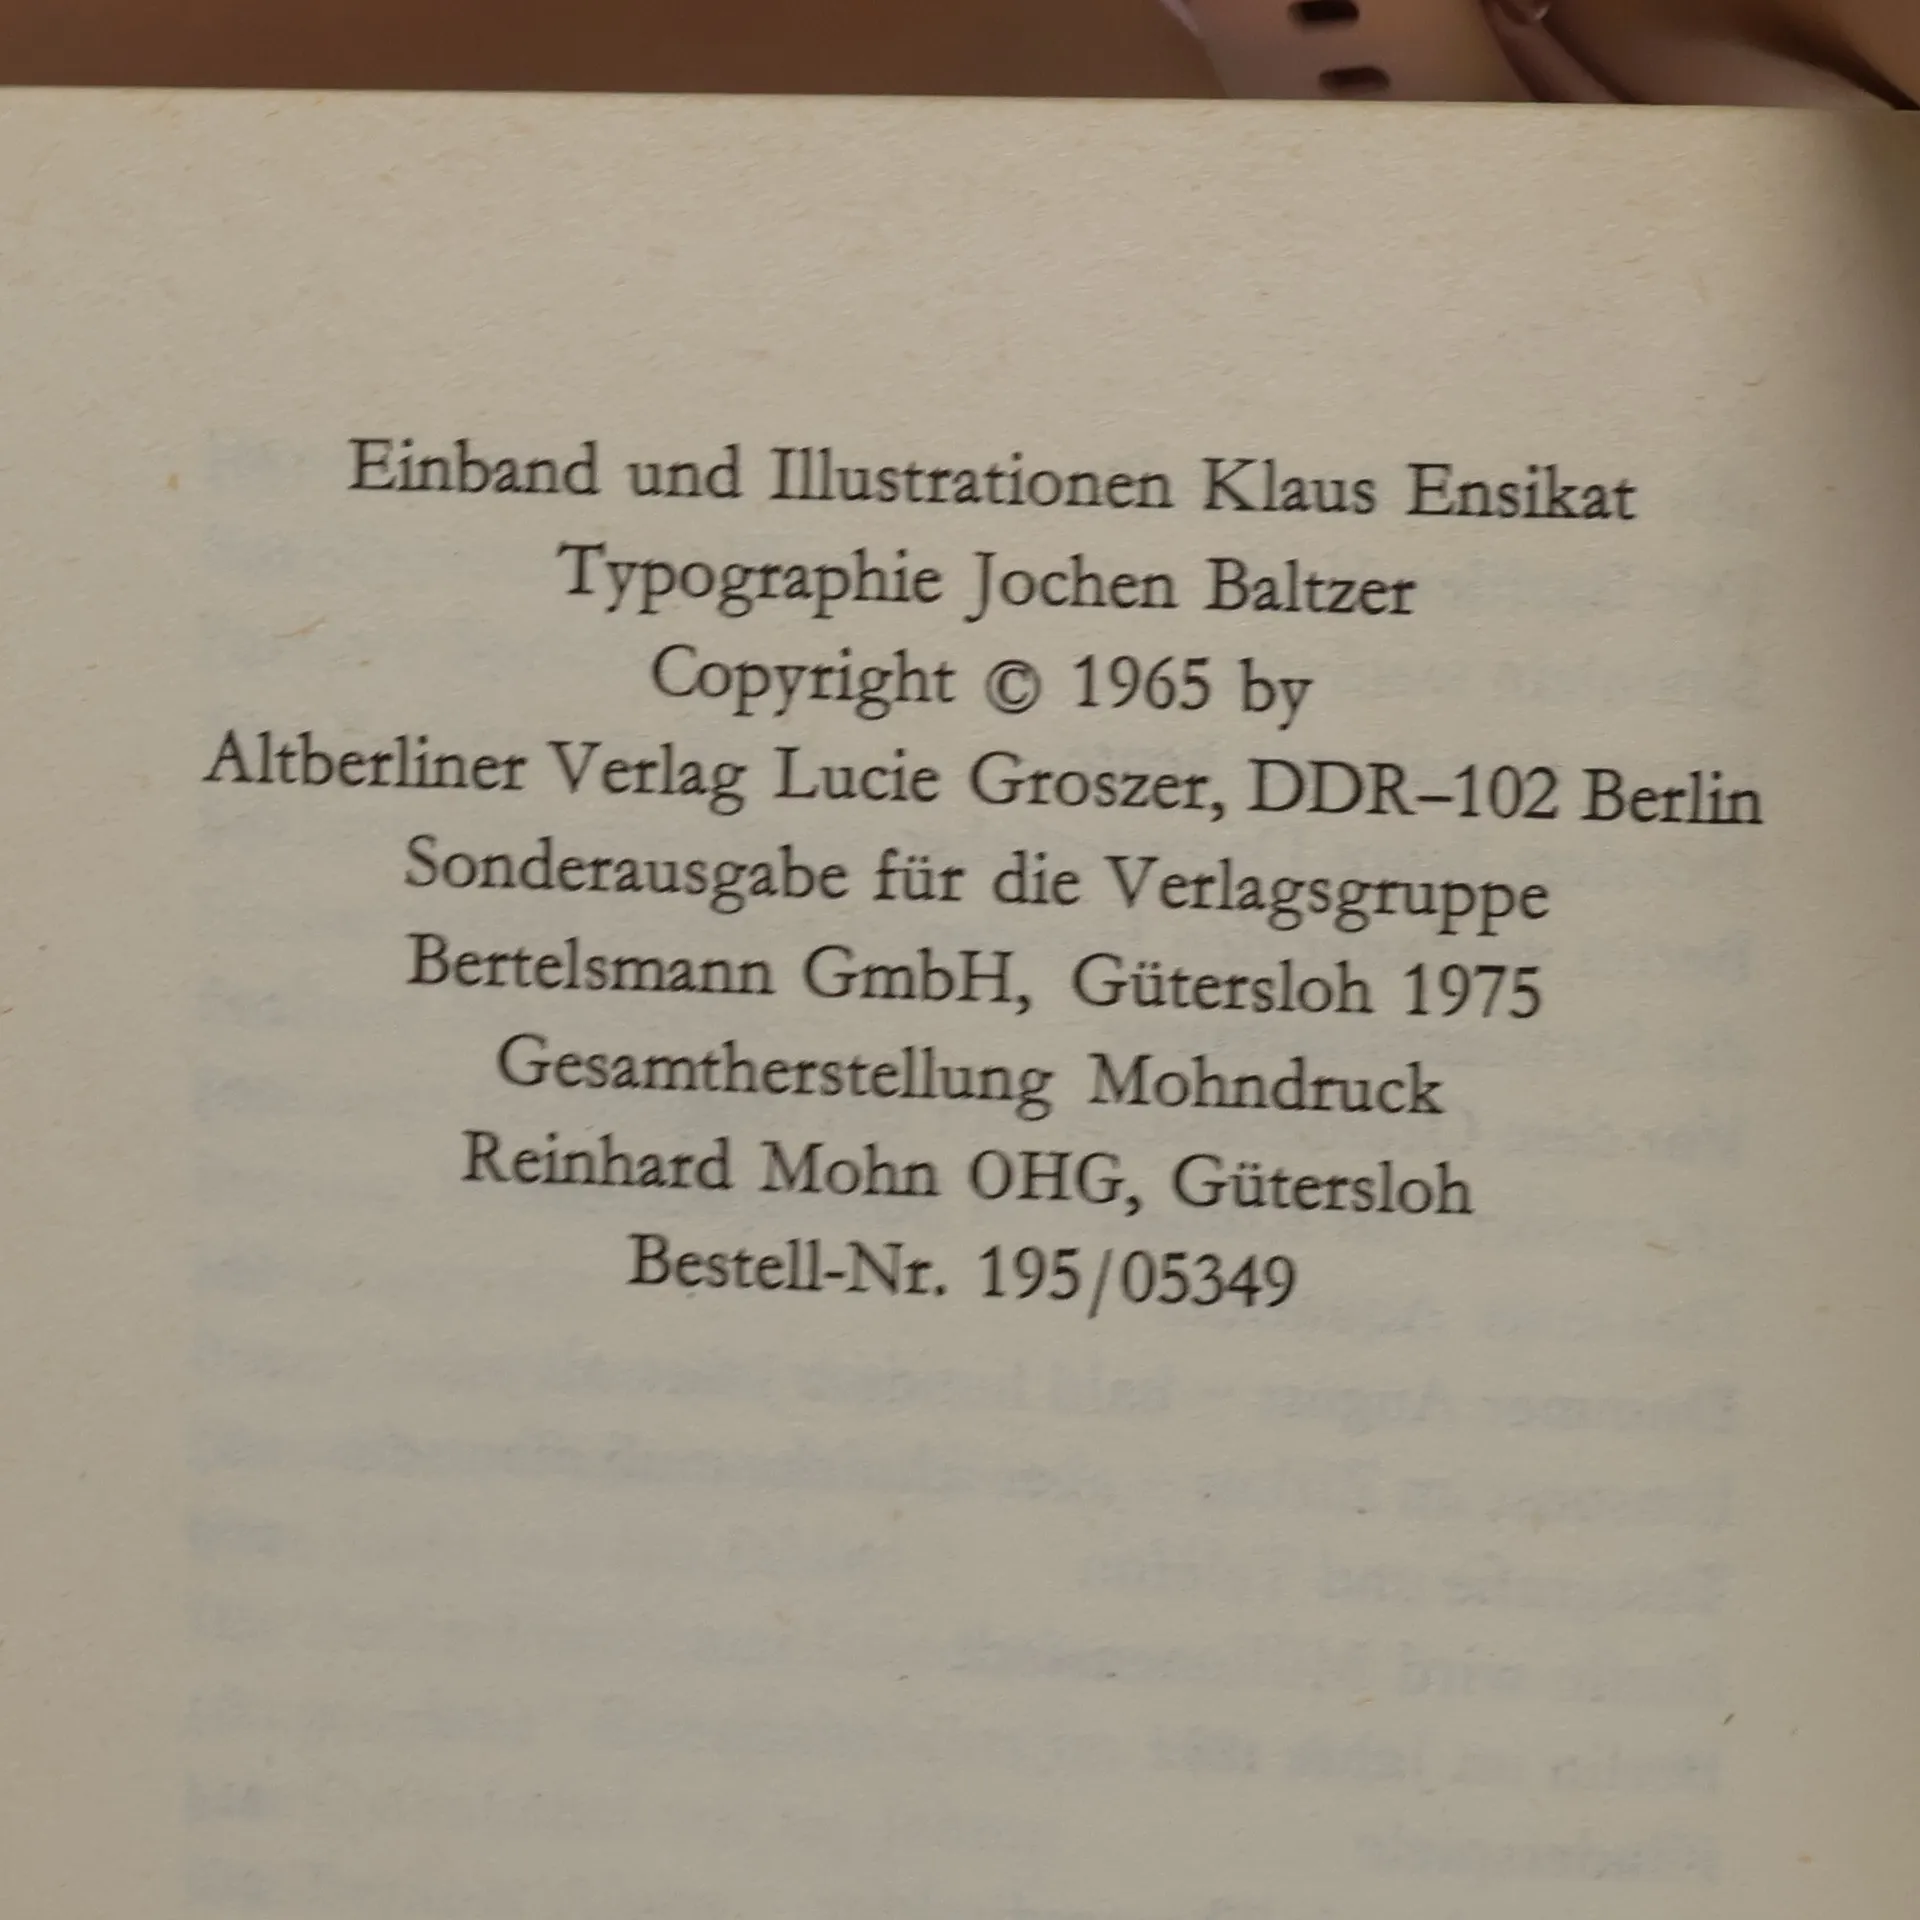 Einband und Illustrationen Klaus Ensikat
Typographie Jochen Baltzer
Copyright © 1965 by
Altberliner Verlag Lucie Groszer, DDR–102 Berlin
Sonderausgabe für die Verlagsgruppe
Bertelsmann GmbH, Gütersloh 1975
Gesamtherstellung Mohndruck
Reinhard Mohn OHG, Gütersloh
Bestell-Nr. 195/05349